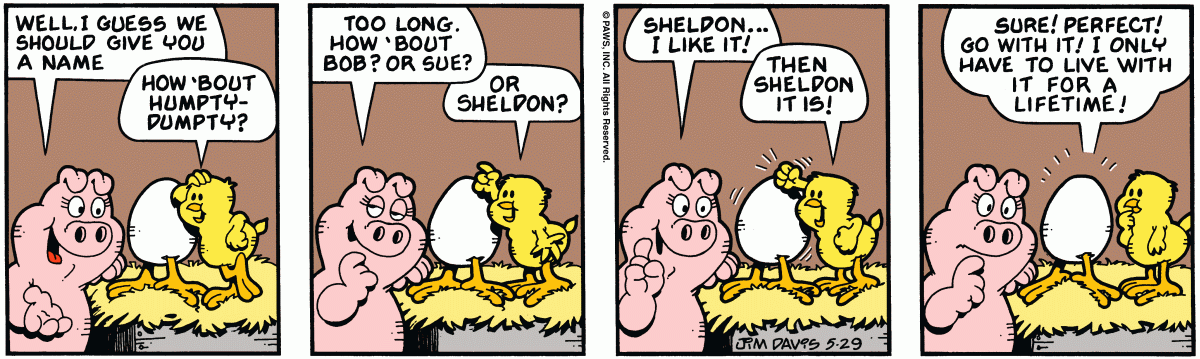 WELL, I GUESS WE
SHOULD GIVE YOU
A NAME
HOW 'BOUT
HUMPTY-
DUMPTY?
TOO LONG.
HOW 'BOUT
BOB? OR SUE?
OR
SHELDON?
© PAWS, INC. All Rights Reserved.
SHELDON...
I LIKE IT!
THEN
SHELDON
IT IS!
JIM DAVIS 5-29
SURE! PERFECT!
GO WITH IT! I ONLY
HAVE TO LIVE WITH
IT FOR A
LIFETIME!